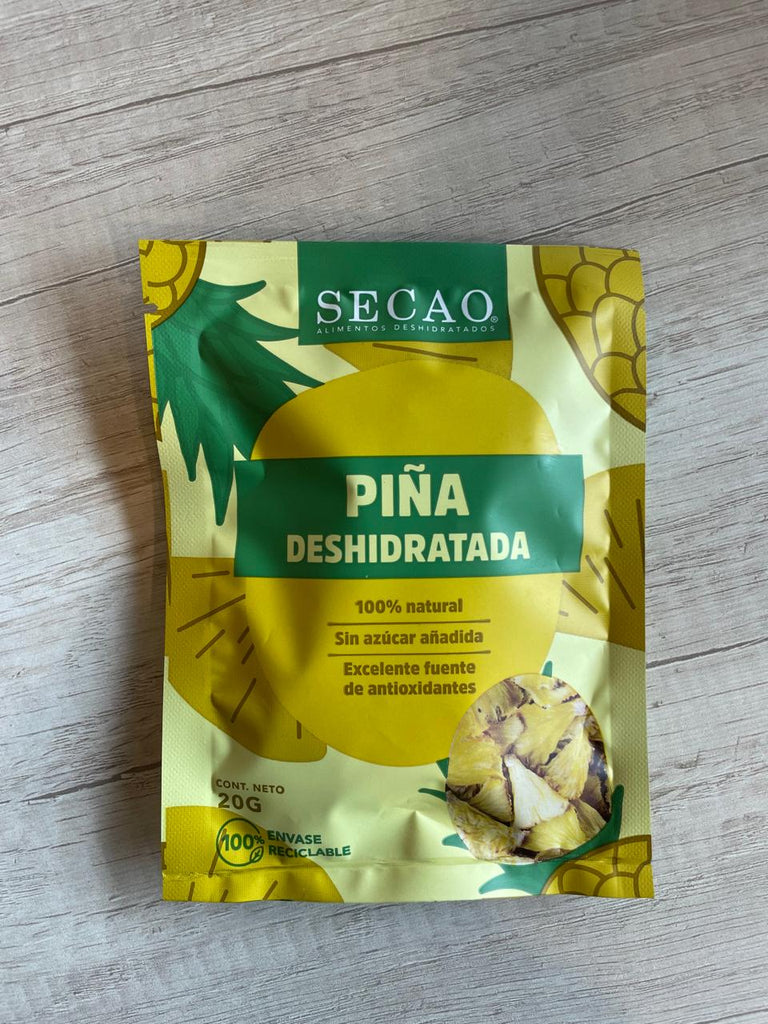 SECAO®
ALIMENTOS DESHIDRATADOS
PIÑA
DESHIDRATADA
100% natural
Sin azúcar añadida
Excelente fuente
de antioxidantes
CONT. NETO
20G
100% ENVASE
RECICLABLE